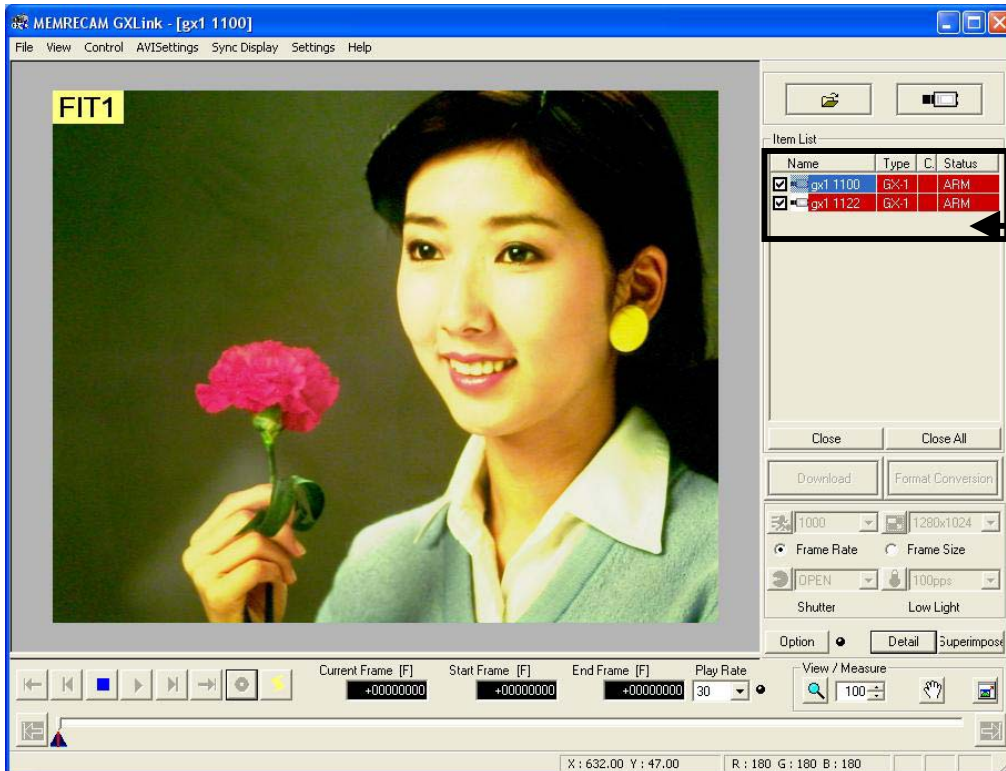 MEMRECAM GXLink - [gx1 1100]
File View Control AVISettings Sync Display Settings Help
FIT1
Item List
Name Type C. Status
gx1 1100 GX-1 ARM
gx1 1122 GX-1 ARM
Close Close All
Download Format Conversion
1000 1280x1024
Frame Rate Frame Size
OPEN 100pps
Shutter Low Light
Option Detail Superimpose
Current Frame [F] Start Frame [F] End Frame [F] Play Rate View / Measure
+00000000 +00000000 +00000000 30 100
X : 632.00 Y : 47.00 R : 180 G : 180 B : 180